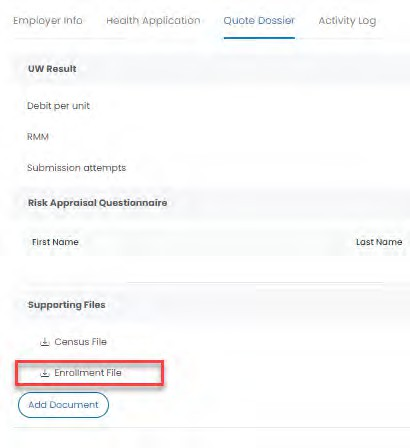 Employer Info Health Application Quote Dossier Activity Log
UW Result
Debit per unit
RMM
Submission attempts
Risk Appraisal Questionnaire
First Name Last Name
Supporting Files
Census File
Enrollment File
Add Document